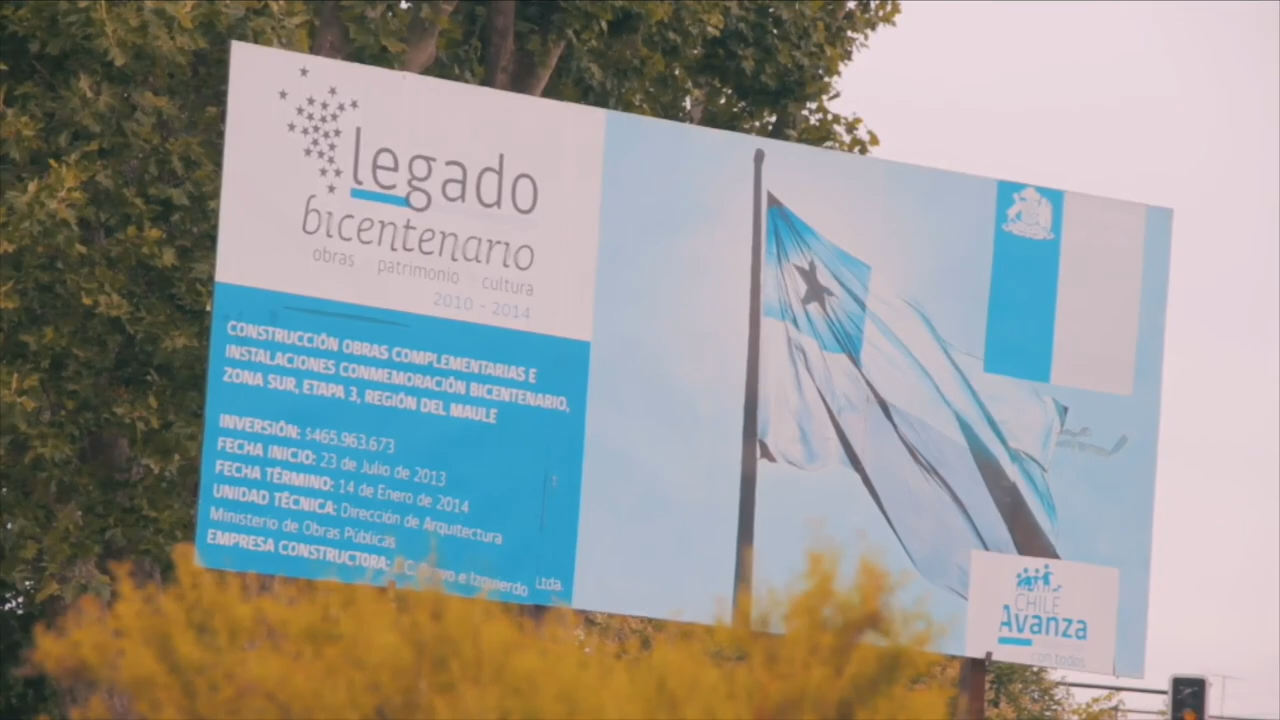 legado
bicentenario
obras patrimonio cultura
2010 - 2014
CONSTRUCCIÓN OBRAS COMPLEMENTARIAS E
INSTALACIONES CONMEMORACIÓN BICENTENARIO,
ZONA SUR, ETAPA 3, REGIÓN DEL MAULE
INVERSIÓN: $465.963.673
FECHA INICIO: 23 de Julio de 2013
FECHA TÉRMINO: 14 de Enero de 2014
UNIDAD TÉCNICA: Dirección de Arquitectura
Ministerio de Obras Públicas
EMPRESA CONSTRUCTORA: e Izquierdo Ltda.
CHILE
Avanza
con todos